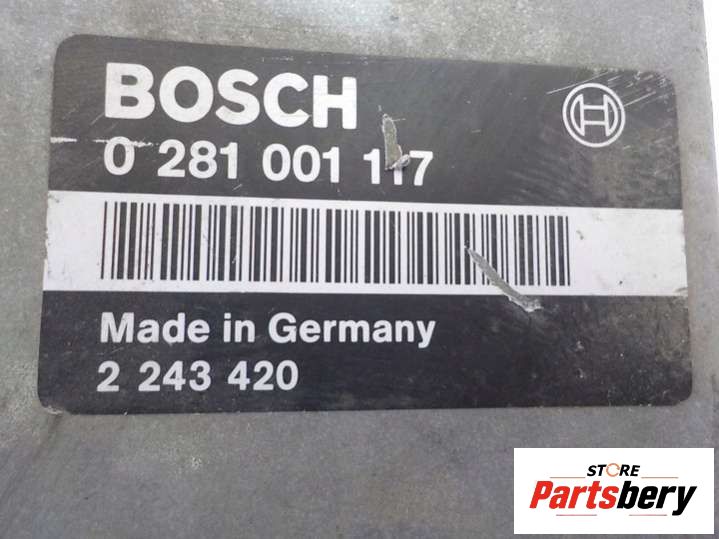 BOSCH
0 281 001 117
Made in Germany
2 243 420
STORE
Partsbery